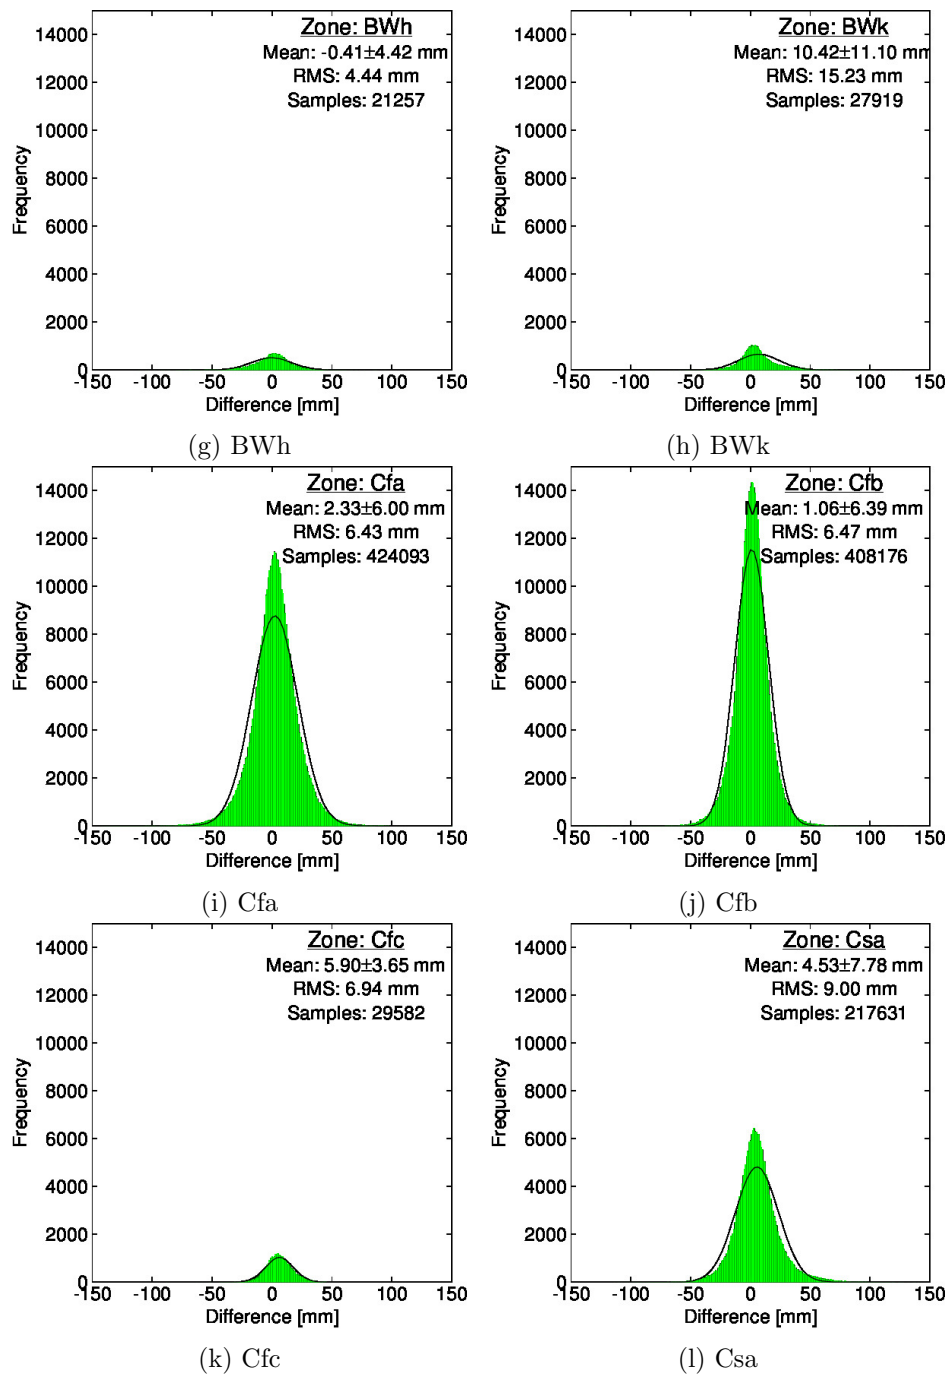 Zone: BWh
Mean: -0.41±4.42 mm
RMS: 4.44 mm
Samples: 21257
14000
12000
10000
8000
6000
4000
2000
0
Frequency
-150 -100 -50 0 50 100 150
Difference [mm]
(g) BWh
Zone: BWk
Mean: 10.42±11.10 mm
RMS: 15.23 mm
Samples: 27919
14000
12000
10000
8000
6000
4000
2000
0
Frequency
-150 -100 -50 0 50 100 150
Difference [mm]
(h) BWk
Zone: Cfa
Mean: 2.33±6.00 mm
RMS: 6.43 mm
Samples: 424093
14000
12000
10000
8000
6000
4000
2000
0
Frequency
-150 -100 -50 0 50 100 150
Difference [mm]
(i) Cfa
Zone: Cfb
Mean: 1.06±6.39 mm
RMS: 6.47 mm
Samples: 408176
14000
12000
10000
8000
6000
4000
2000
0
Frequency
-150 -100 -50 0 50 100 150
Difference [mm]
(j) Cfb
Zone: Cfc
Mean: 5.90±3.65 mm
RMS: 6.94 mm
Samples: 29582
14000
12000
10000
8000
6000
4000
2000
0
Frequency
-150 -100 -50 0 50 100 150
Difference [mm]
(k) Cfc
Zone: Csa
Mean: 4.53±7.78 mm
RMS: 9.00 mm
Samples: 217631
14000
12000
10000
8000
6000
4000
2000
0
Frequency
-150 -100 -50 0 50 100 150
Difference [mm]
(l) Csa